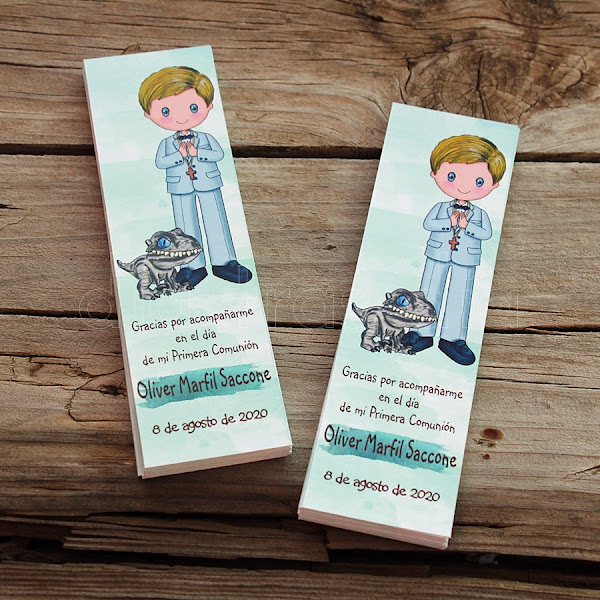 Gracias por acompañarme
en el día
de mi Primera Comunión
Oliver Marfil Saccone
8 de agosto de 2020
Gracias por acompañarme
en el día
de mi Primera Comunión
Oliver Marfil Saccone
8 de agosto de 2020